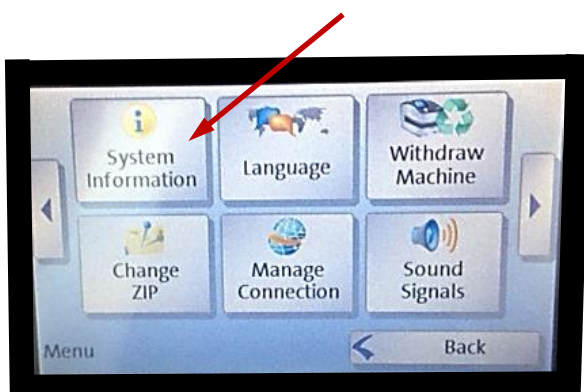 System
Information
Language
Withdraw
Machine
Change
ZIP
Manage
Connection
Sound
Signals
Menu
Back